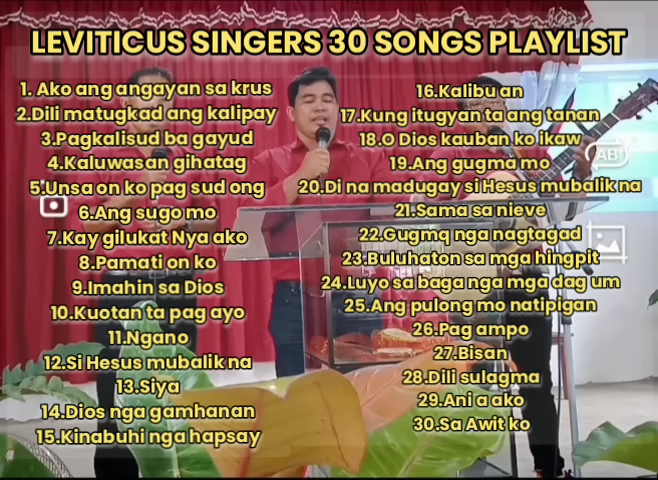 LEVITICUS SINGERS 30 SONGS PLAYLIST
1. Ako ang angayan sa krus
2.Dili matugkad ang kalipay
3.Pagkalisud ba gayud
4.Kaluwasan gihatag
5.Unsa on ko pag sud ong
6.Ang sugo mo
7.Kay gilukat Nya ako
8.Pamati on ko
9.Imahin sa Dios
10.Kuotan ta pag ayo
11.Ngano
12.Si Hesus mubalik na
13.Siya
14.Dios nga gamhanan
15.Kinabuhi nga hapsay
16.Kalibu an
17.Kung itugyan ta ang tanan
18.O Dios kauban ko ikaw
19.Ang gugma mo
20.Di na madugay si Hesus mubalik na
21.Sama sa nieve
22.Gugmq nga nagtagad
23.Buluhaton sa mga hingpit
24.Luyo sa baga nga mga dag um
25.Ang pulong mo natipigan
26.Pag ampo
27.Bisan
28.Dili sulagma
29.Ani a ako
30.Sa Awit ko
AB